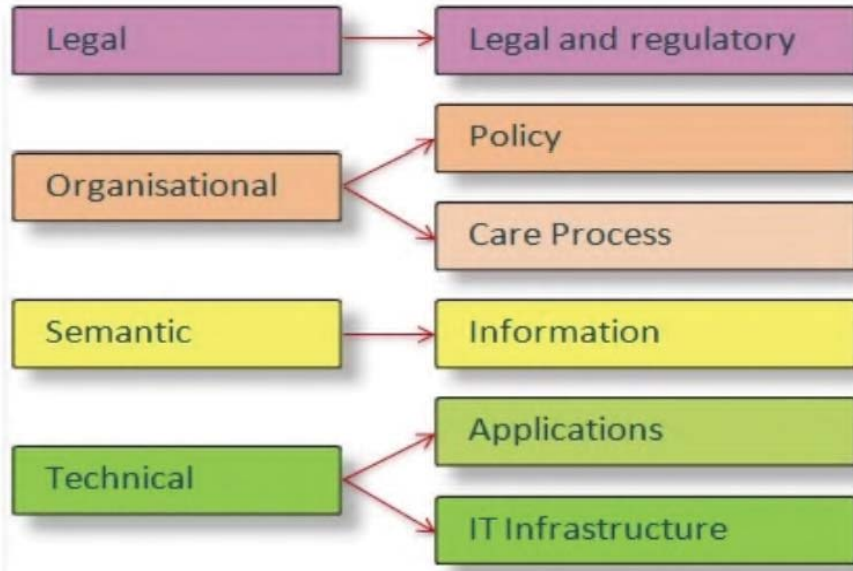 Legal
Legal and regulatory
Organisational
Policy
Care Process
Semantic
Information
Technical
Applications
IT Infrastructure